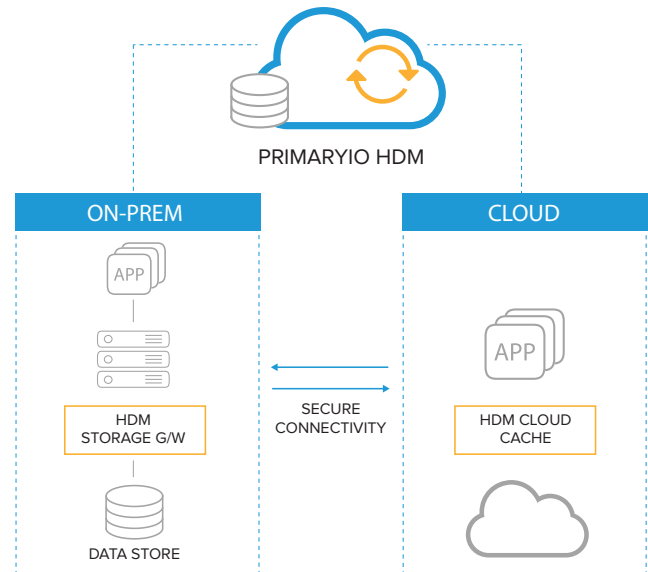 PRIMARYIO HDM
ON-PREM
APP
HDM
STORAGE G/W
DATA STORE
SECURE
CONNECTIVITY
CLOUD
APP
HDM CLOUD
CACHE